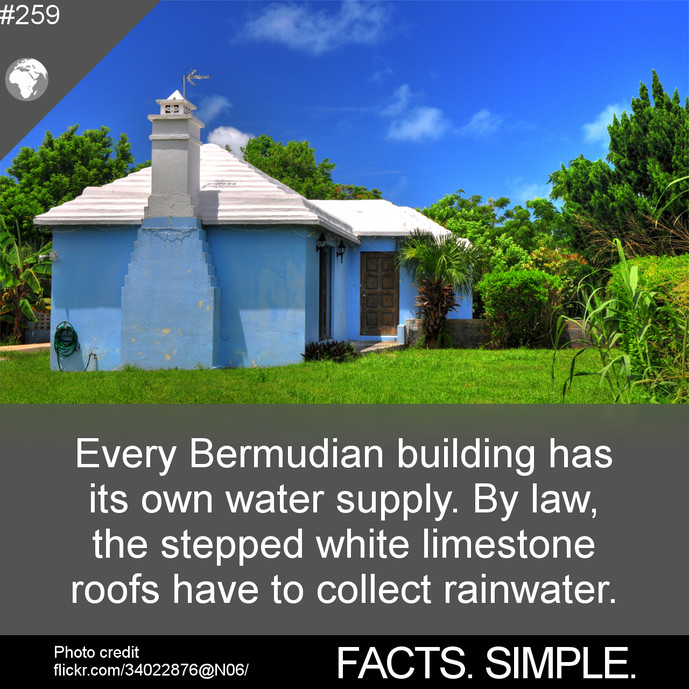 #259
Every Bermudian building has
its own water supply. By law,
the stepped white limestone
roofs have to collect rainwater.
Photo credit
flickr.com/34022876@N06/
FACTS. SIMPLE.